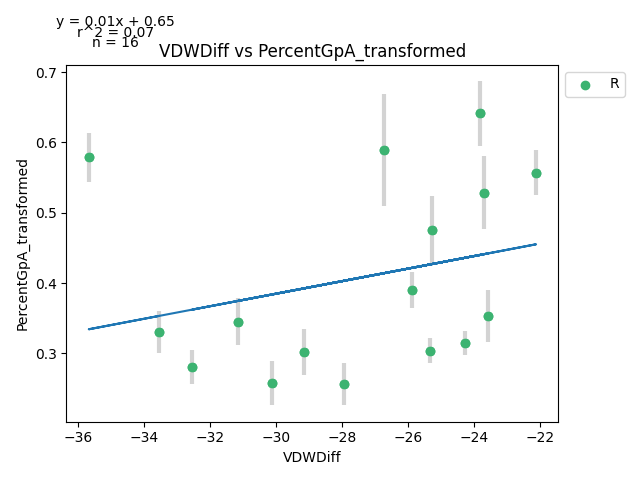 y = 0.01x + 0.65
r^2 = 0.07
n = 16
VDWDiff vs PercentGpA_transformed
R
0.7
0.6
0.5
0.4
0.3
PercentGpA_transformed
−36 −34 −32 −30 −28 −26 −24 −22
VDWDiff